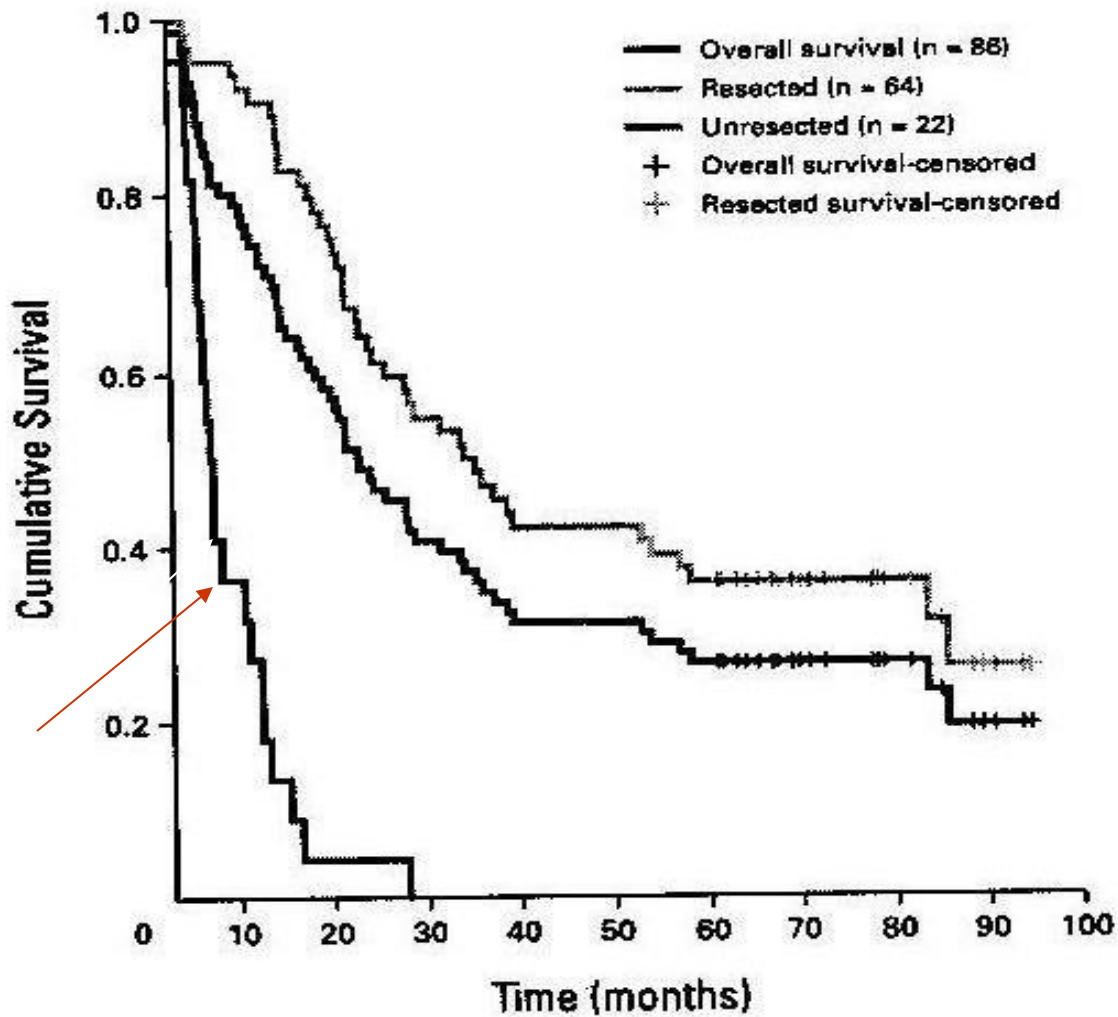 1.0
0.8
0.6
0.4
0.2
Cumulative Survival
Overall survival (n = 86)
Resected (n = 64)
Unresected (n = 22)
Overall survival-censored
Resected survival-censored
0 10 20 30 40 50 60 70 80 90 100
Time (months)